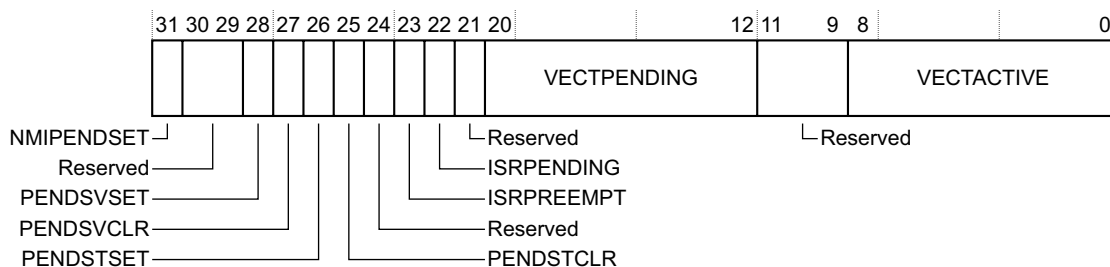 31 30 29 28 27 26 25 24 23 22 21 20 12 11 9 8 0
VECTPENDING VECTACTIVE
NMIPENDSET Reserved Reserved
Reserved ISRPENDING
PENDSVSET ISRPREEMPT
PENDSVCLR Reserved
PENDSTSET PENDSTCLR